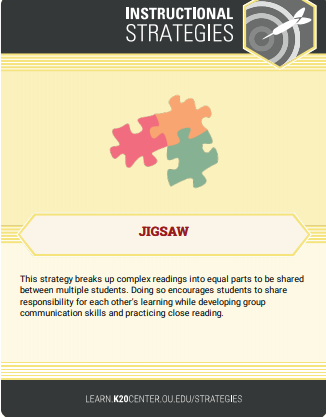 INSTRUCTIONAL
STRATEGIES
JIGSAW
This strategy breaks up complex readings into equal parts to be shared
between multiple students. Doing so encourages students to share
responsibility for each other's learning while developing group
communication skills and practicing close reading.
LEARN.K20CENTER.OU.EDU/STRATEGIES